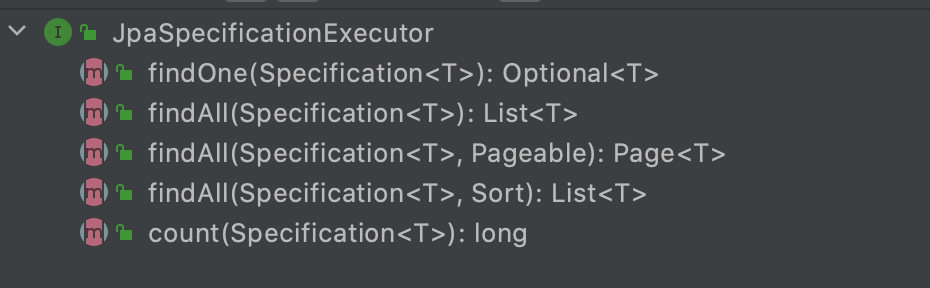 I JpaSpecificationExecutor
m findOne(Specification<T>): Optional<T>
m findAll(Specification<T>): List<T>
m findAll(Specification<T>, Pageable): Page<T>
m findAll(Specification<T>, Sort): List<T>
m count(Specification<T>): long